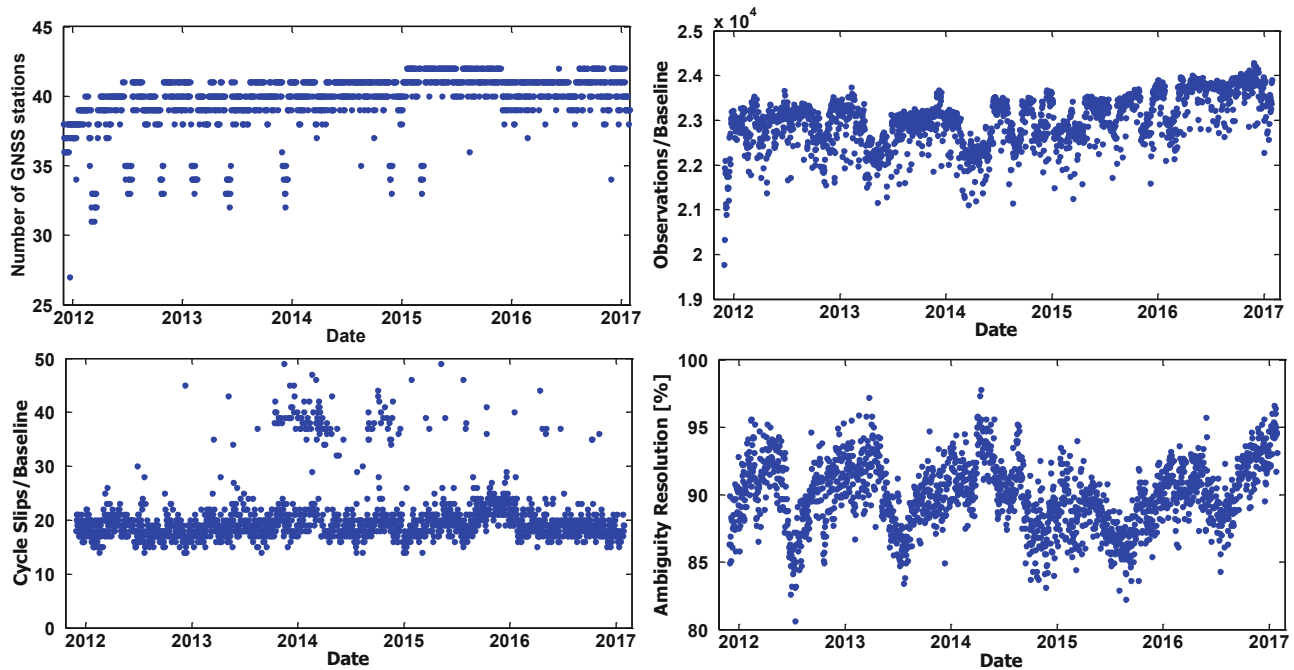 45
40
35
30
25
Number of GNSS stations
2012 2013 2014 2015 2016 2017
Date
x 10^4
2.5
2.4
2.3
2.2
2.1
2
1.9
Observations/Baseline
2012 2013 2014 2015 2016 2017
Date
50
40
30
20
10
0
Cycle Slips/Baseline
2012 2013 2014 2015 2016 2017
Date
100
95
90
85
80
Ambiguity Resolution [%]
2012 2013 2014 2015 2016 2017
Date